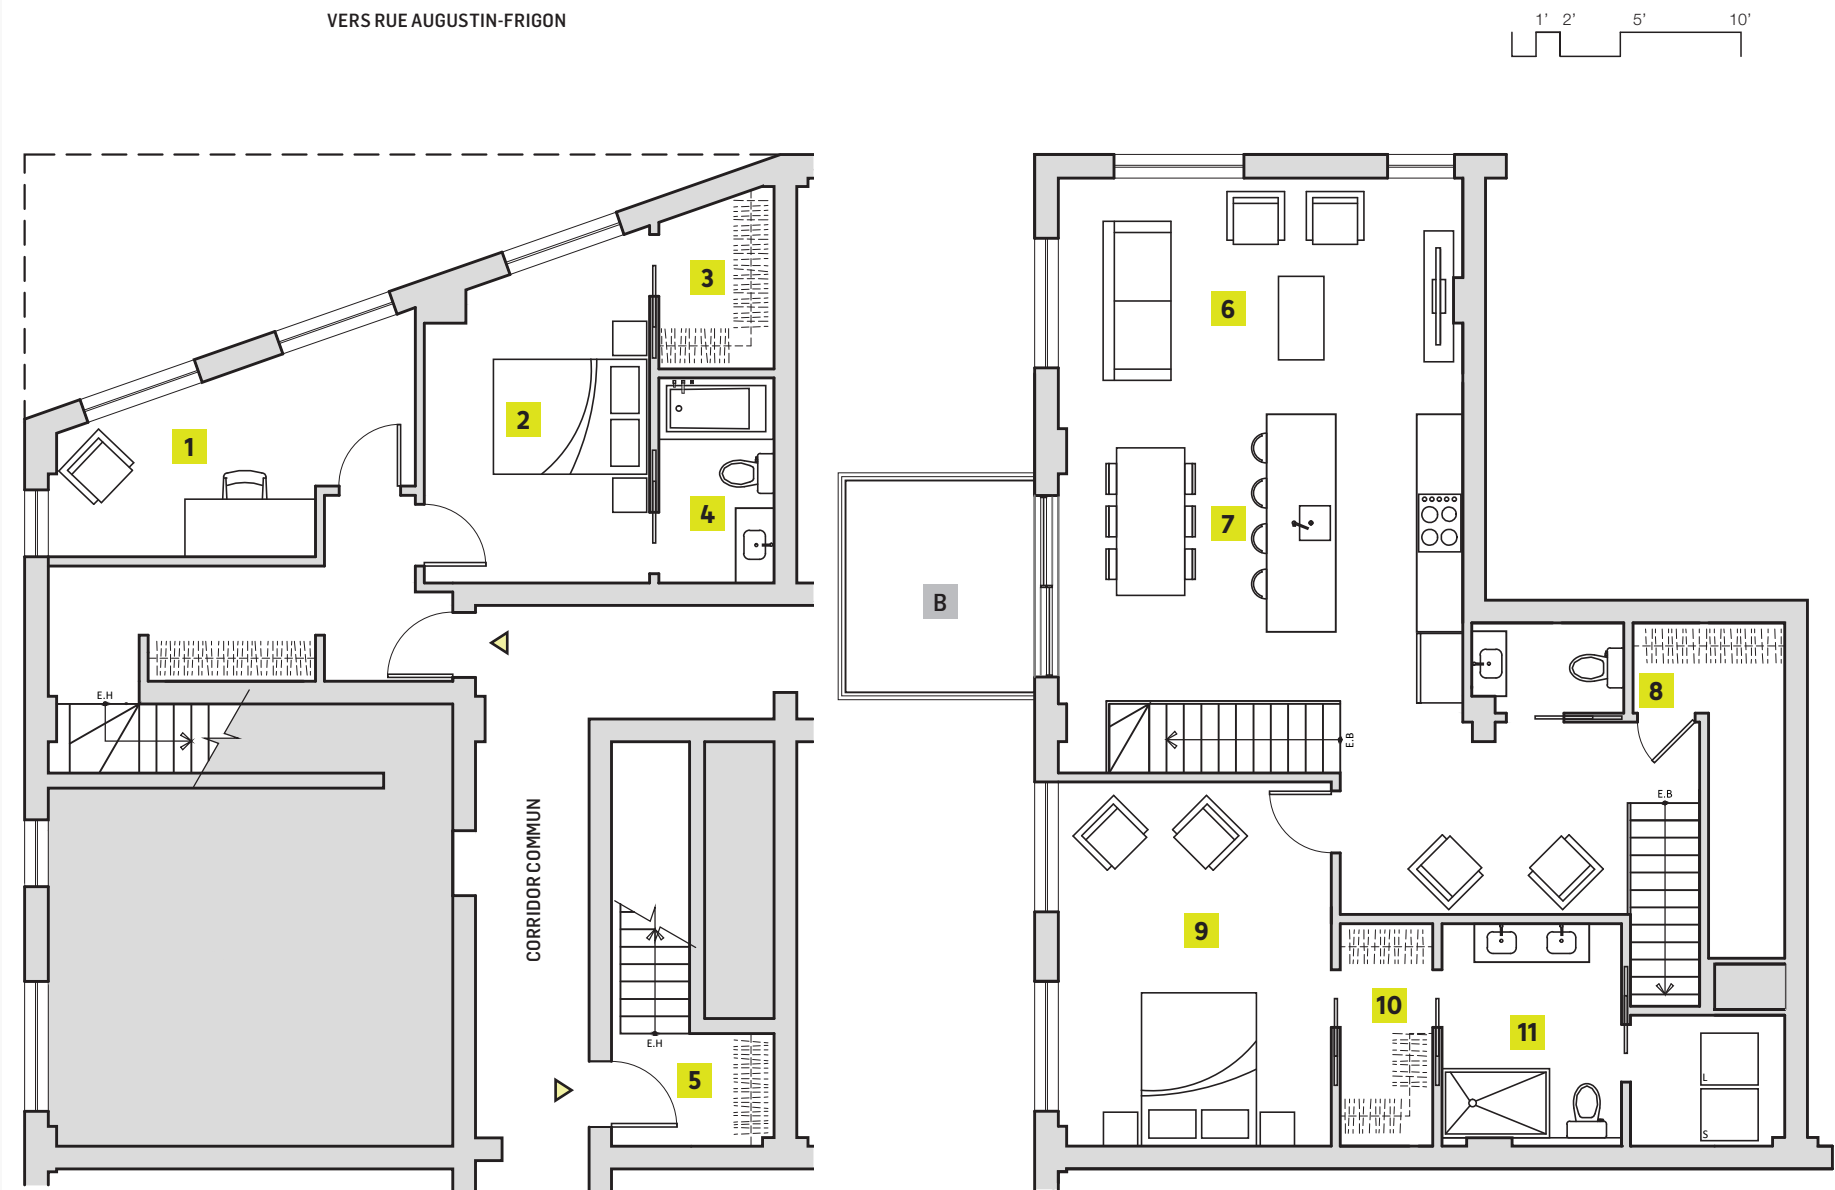 VERS RUE AUGUSTIN-FRIGON
1' 2' 5' 10'
3
6
2
1
4
7
B
8
E.H
E.B
E.B
CORRIDOR COMMUN
9
10
11
E.H
5
L
S